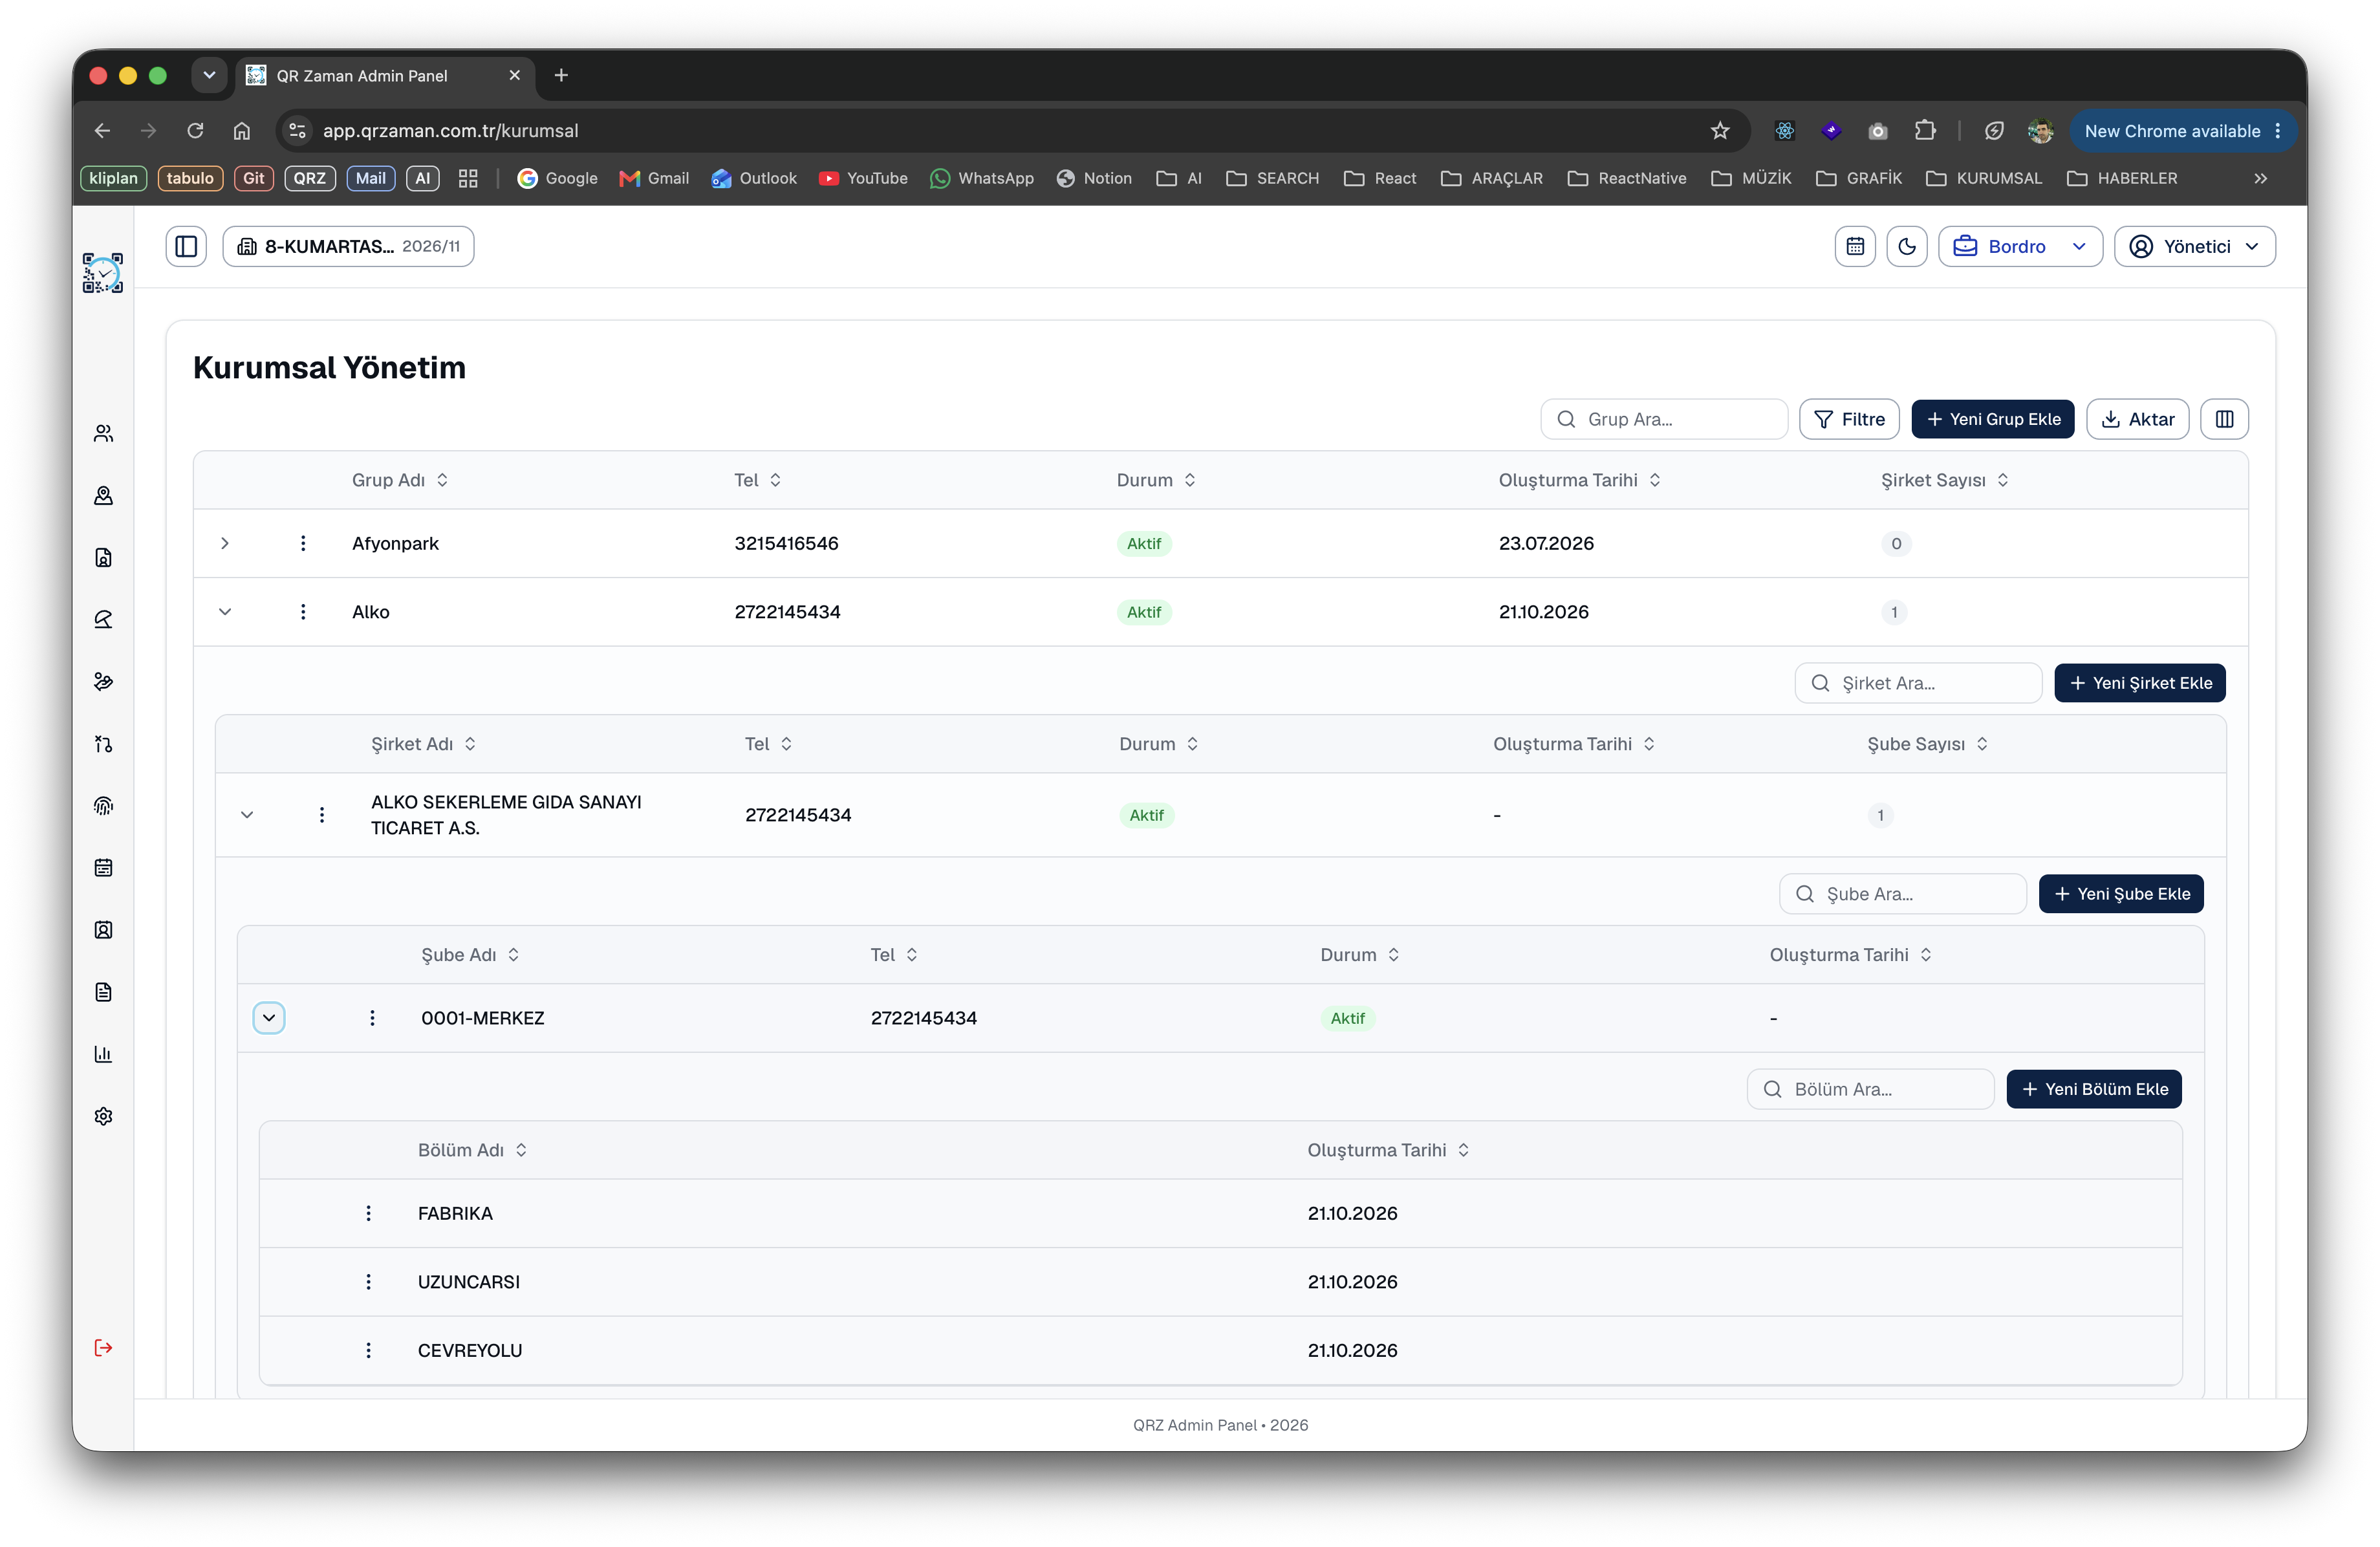 QR Zaman Admin Panel
app.qrzaman.com.tr/kurumsal
New Chrome available
kliplan tabulo Git QRZ Mail AI Google Gmail Outlook YouTube WhatsApp Notion AI SEARCH React ARAÇLAR ReactNative MÜZİK GRAFİK KURUMSAL HABERLER
8-KUMARTAS... 2026/11
Bordro
Yönetici
Kurumsal Yönetim
Grup Ara...
Filtre
+ Yeni Grup Ekle
Aktar
Grup Adı Tel Durum Oluşturma Tarihi Şirket Sayısı
Afyonpark 3215416546 Aktif 23.07.2026 0
Alko 2722145434 Aktif 21.10.2026 1
Şirket Ara...
+ Yeni Şirket Ekle
Şirket Adı Tel Durum Oluşturma Tarihi Şube Sayısı
ALKO SEKERLEME GIDA SANAYI
TICARET A.S. 2722145434 Aktif - 1
Şube Ara...
+ Yeni Şube Ekle
Şube Adı Tel Durum Oluşturma Tarihi
0001-MERKEZ 2722145434 Aktif -
Bölüm Ara...
+ Yeni Bölüm Ekle
Bölüm Adı Oluşturma Tarihi
FABRIKA 21.10.2026
UZUNCARSI 21.10.2026
CEVREYOLU 21.10.2026
QRZ Admin Panel • 2026